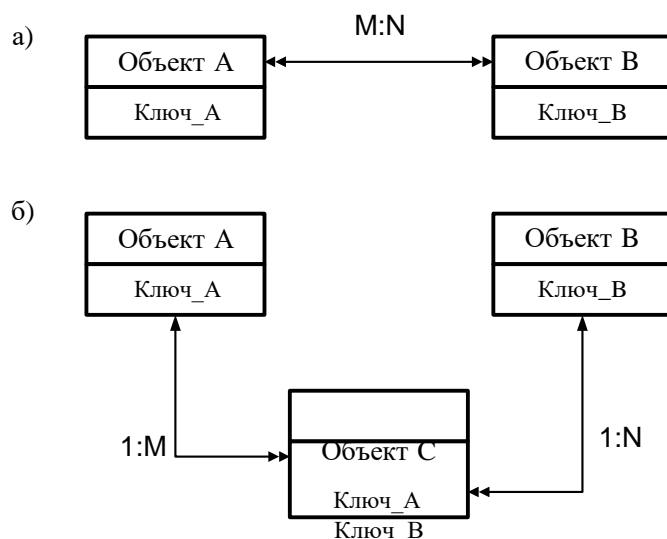 а)
M:N
Объект А
Объект В
Ключ_А
Ключ_В
б)
Объект А
Объект В
Ключ_А
Ключ_В
1:M
1:N
Объект С
Ключ_А
Ключ_В